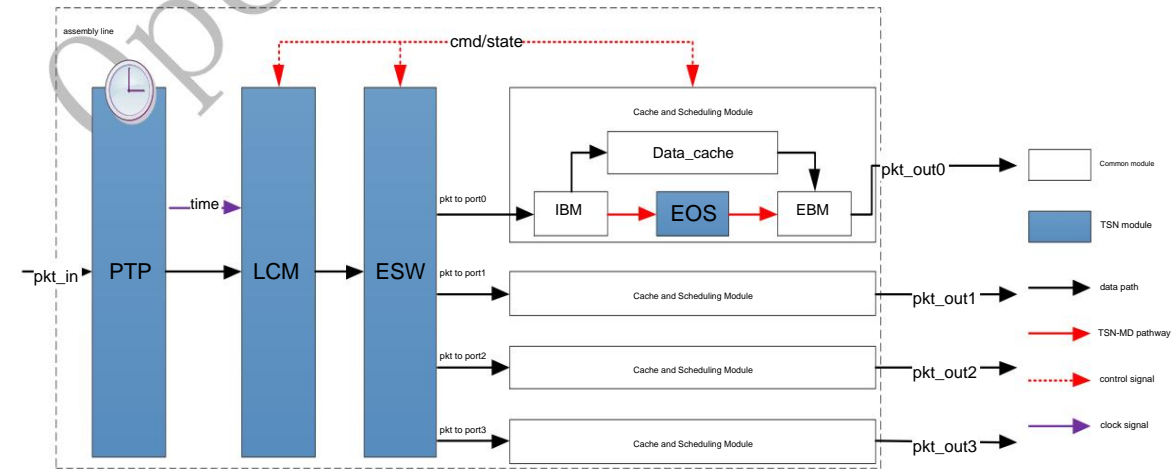 Ope
assembly line
cmd/state
Cache and Scheduling Module
Data_cache
IBM
EOS
EBM
pkt_out0
Common module
TSN module
time
pkt to port0
pkt_in
PTP
LCM
ESW
pkt to port1
Cache and Scheduling Module
pkt_out1
data path
TSN-MD pathway
pkt to port2
Cache and Scheduling Module
pkt_out2
control signal
pkt to port3
Cache and Scheduling Module
pkt_out3
clock signal